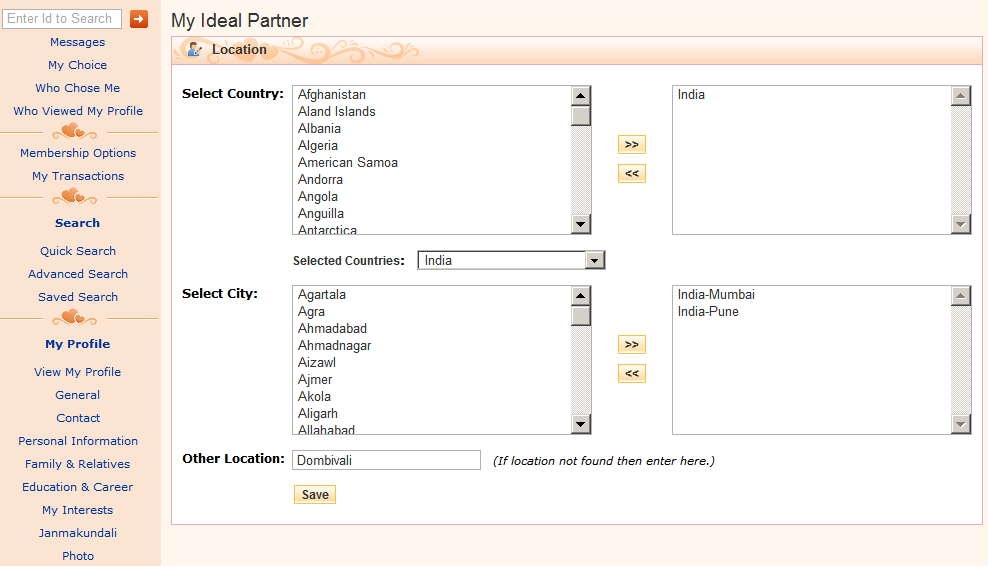 Enter Id to Search
Messages
My Choice
Who Chose Me
Who Viewed My Profile
Membership Options
My Transactions
Search
Quick Search
Advanced Search
Saved Search
My Profile
View My Profile
General
Contact
Personal Information
Family & Relatives
Education & Career
My Interests
Janmakundali
Photo
My Ideal Partner
Location
Select Country:
Afghanistan
Aland Islands
Albania
Algeria
American Samoa
Andorra
Angola
Anguilla
Antarctica
>>
<<
India
Selected Countries: India
Select City:
Agartala
Agra
Ahmadabad
Ahmadnagar
Aizawl
Ajmer
Akola
Aligarh
Allahabad
>>
<<
India-Mumbai
India-Pune
Other Location: Dombivali (If location not found then enter here.)
Save